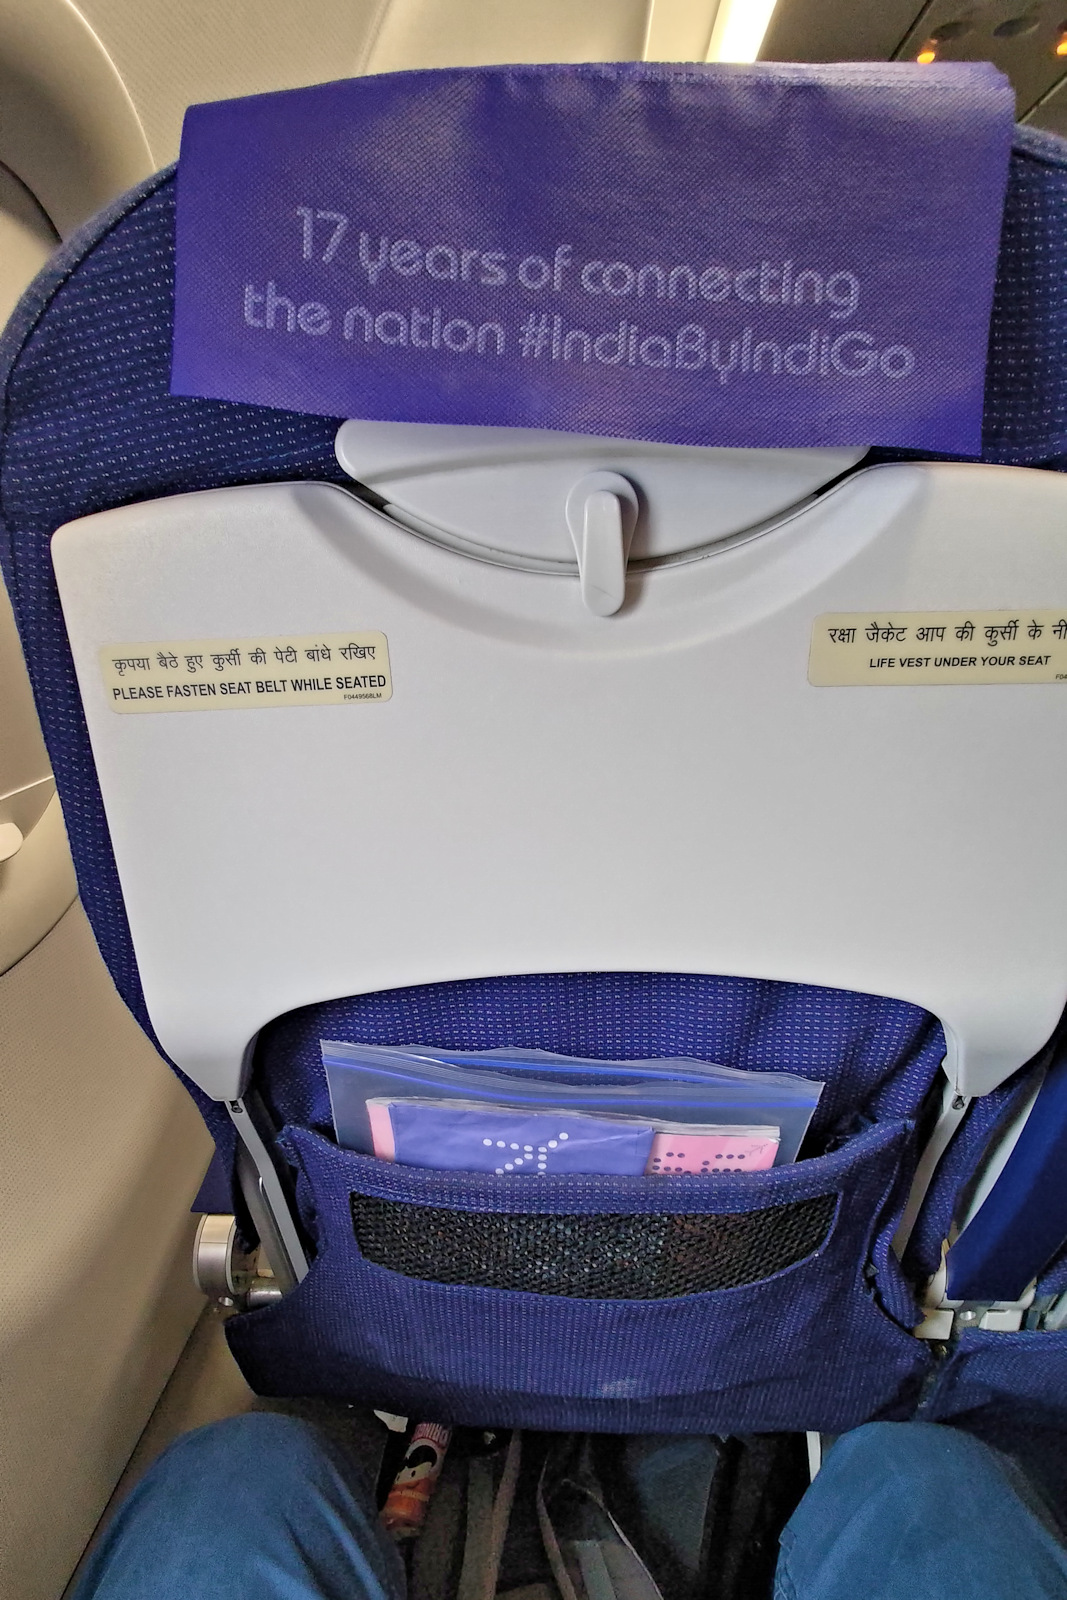 17 years of connecting
the nation #IndiaByIndiGo
कृपया बैठे हुए कुर्सी की पेटी बांधे रखिए
PLEASE FASTEN SEAT BELT WHILE SEATED
F0449568LM
रक्षा जैकेट आप की कुर्सी के नी
LIFE VEST UNDER YOUR SEAT
F04